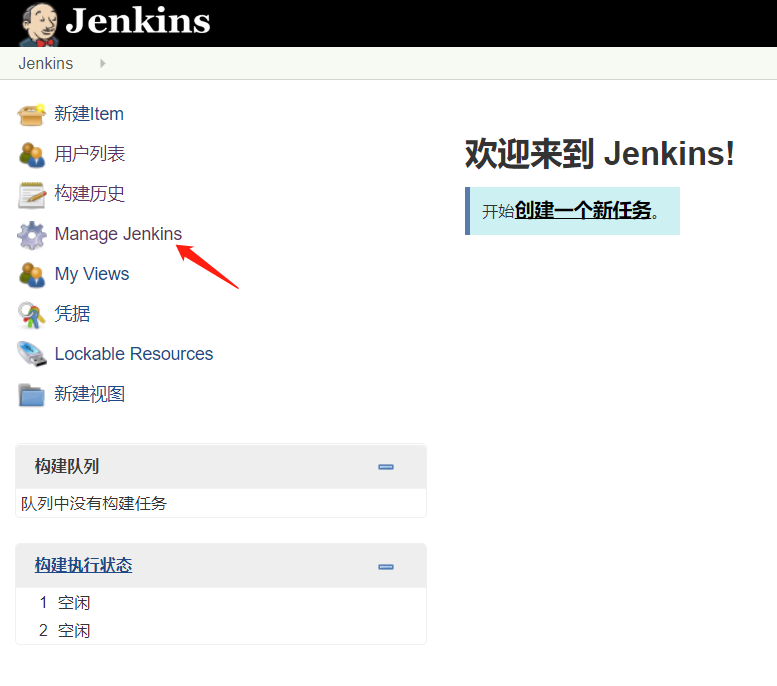 Jenkins
Jenkins
新建Item
用户列表
构建历史
Manage Jenkins
My Views
凭据
Lockable Resources
新建视图
构建队列
队列中没有构建任务
构建执行状态
1 空闲
2 空闲
欢迎来到 Jenkins!
开始创建一个新任务。